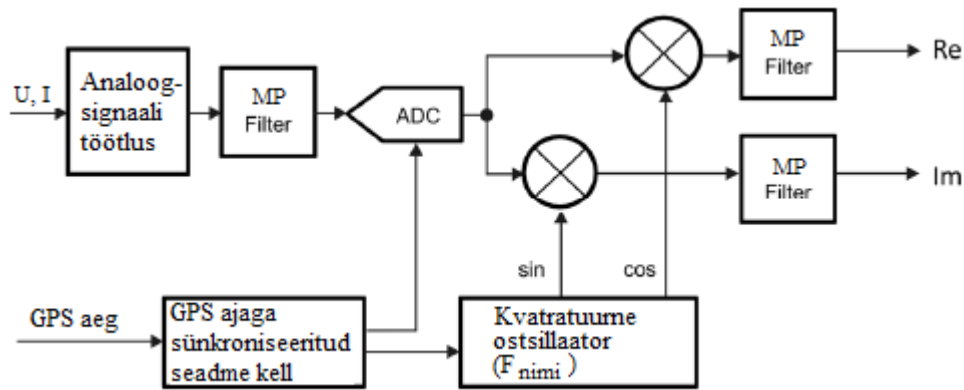 U, I
Analoog-
signaali
töötlus
MP
Filter
ADC
MP
Filter
Re
MP
Filter
Im
sin
cos
GPS aeg
GPS ajaga
sünkroniseeritud
seadme kell
Kvatratuurne
ostsillaator
(F nimi )